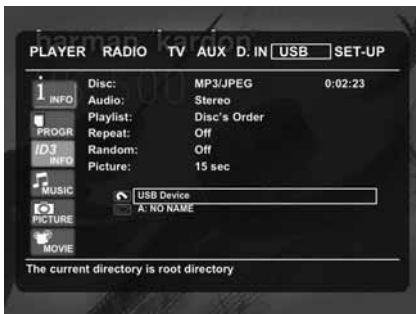 harman kardon
PLAYER RADIO TV AUX D. IN USB SET-UP
i INFO
Disc: MP3/JPEG 0:02:23
Audio: Stereo
Playlist: Disc's Order
PROGR
Repeat: Off
ID3 INFO
Random: Off
Picture: 15 sec
MUSIC
USB Device
A: NO NAME
PICTURE
MOVIE
The current directory is root directory